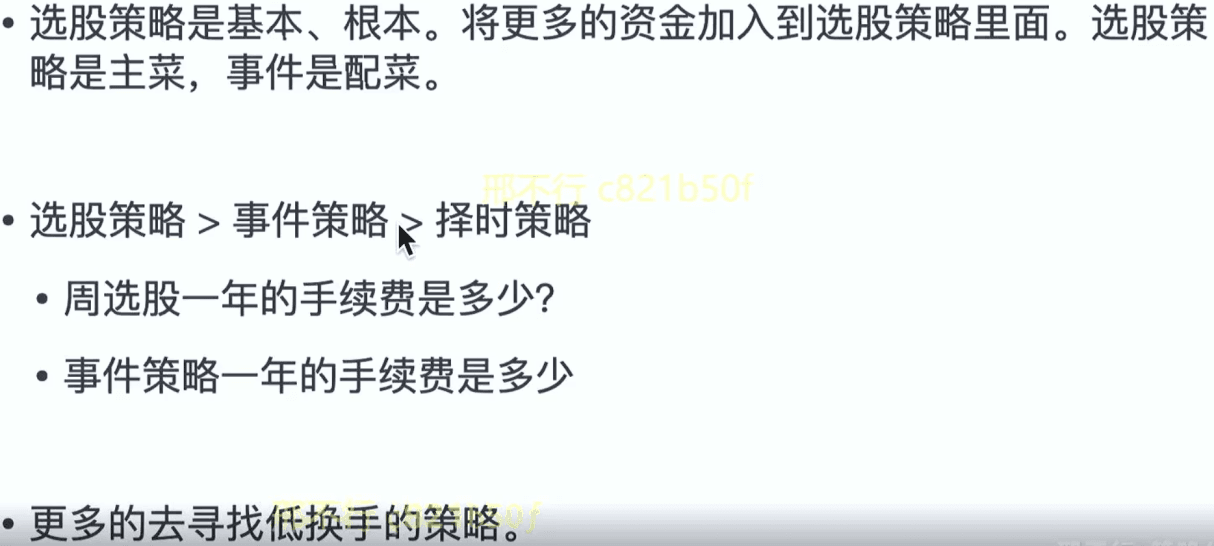 • 选股策略是基本、根本。将更多的资金加入到选股策略里面。选股策
略是主菜，事件是配菜。
邢不行 c821b50f
• 选股策略 > 事件策略 > 择时策略
• 周选股一年的手续费是多少?
• 事件策略一年的手续费是多少
邢不行 c821b50f
• 更多的去寻找低换手的策略。